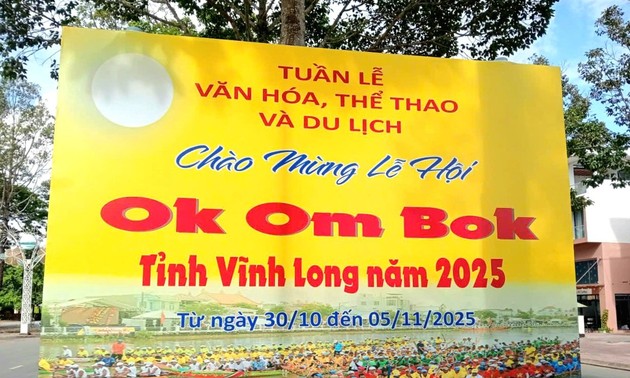 TUẦN LỄ
VĂN HÓA, THỂ THAO
VÀ DU LỊCH
Chào Mừng Lễ Hội
Ok Om Bok
Tỉnh Vĩnh Long năm 2025
Từ ngày 30/10 đến 05/11/2025